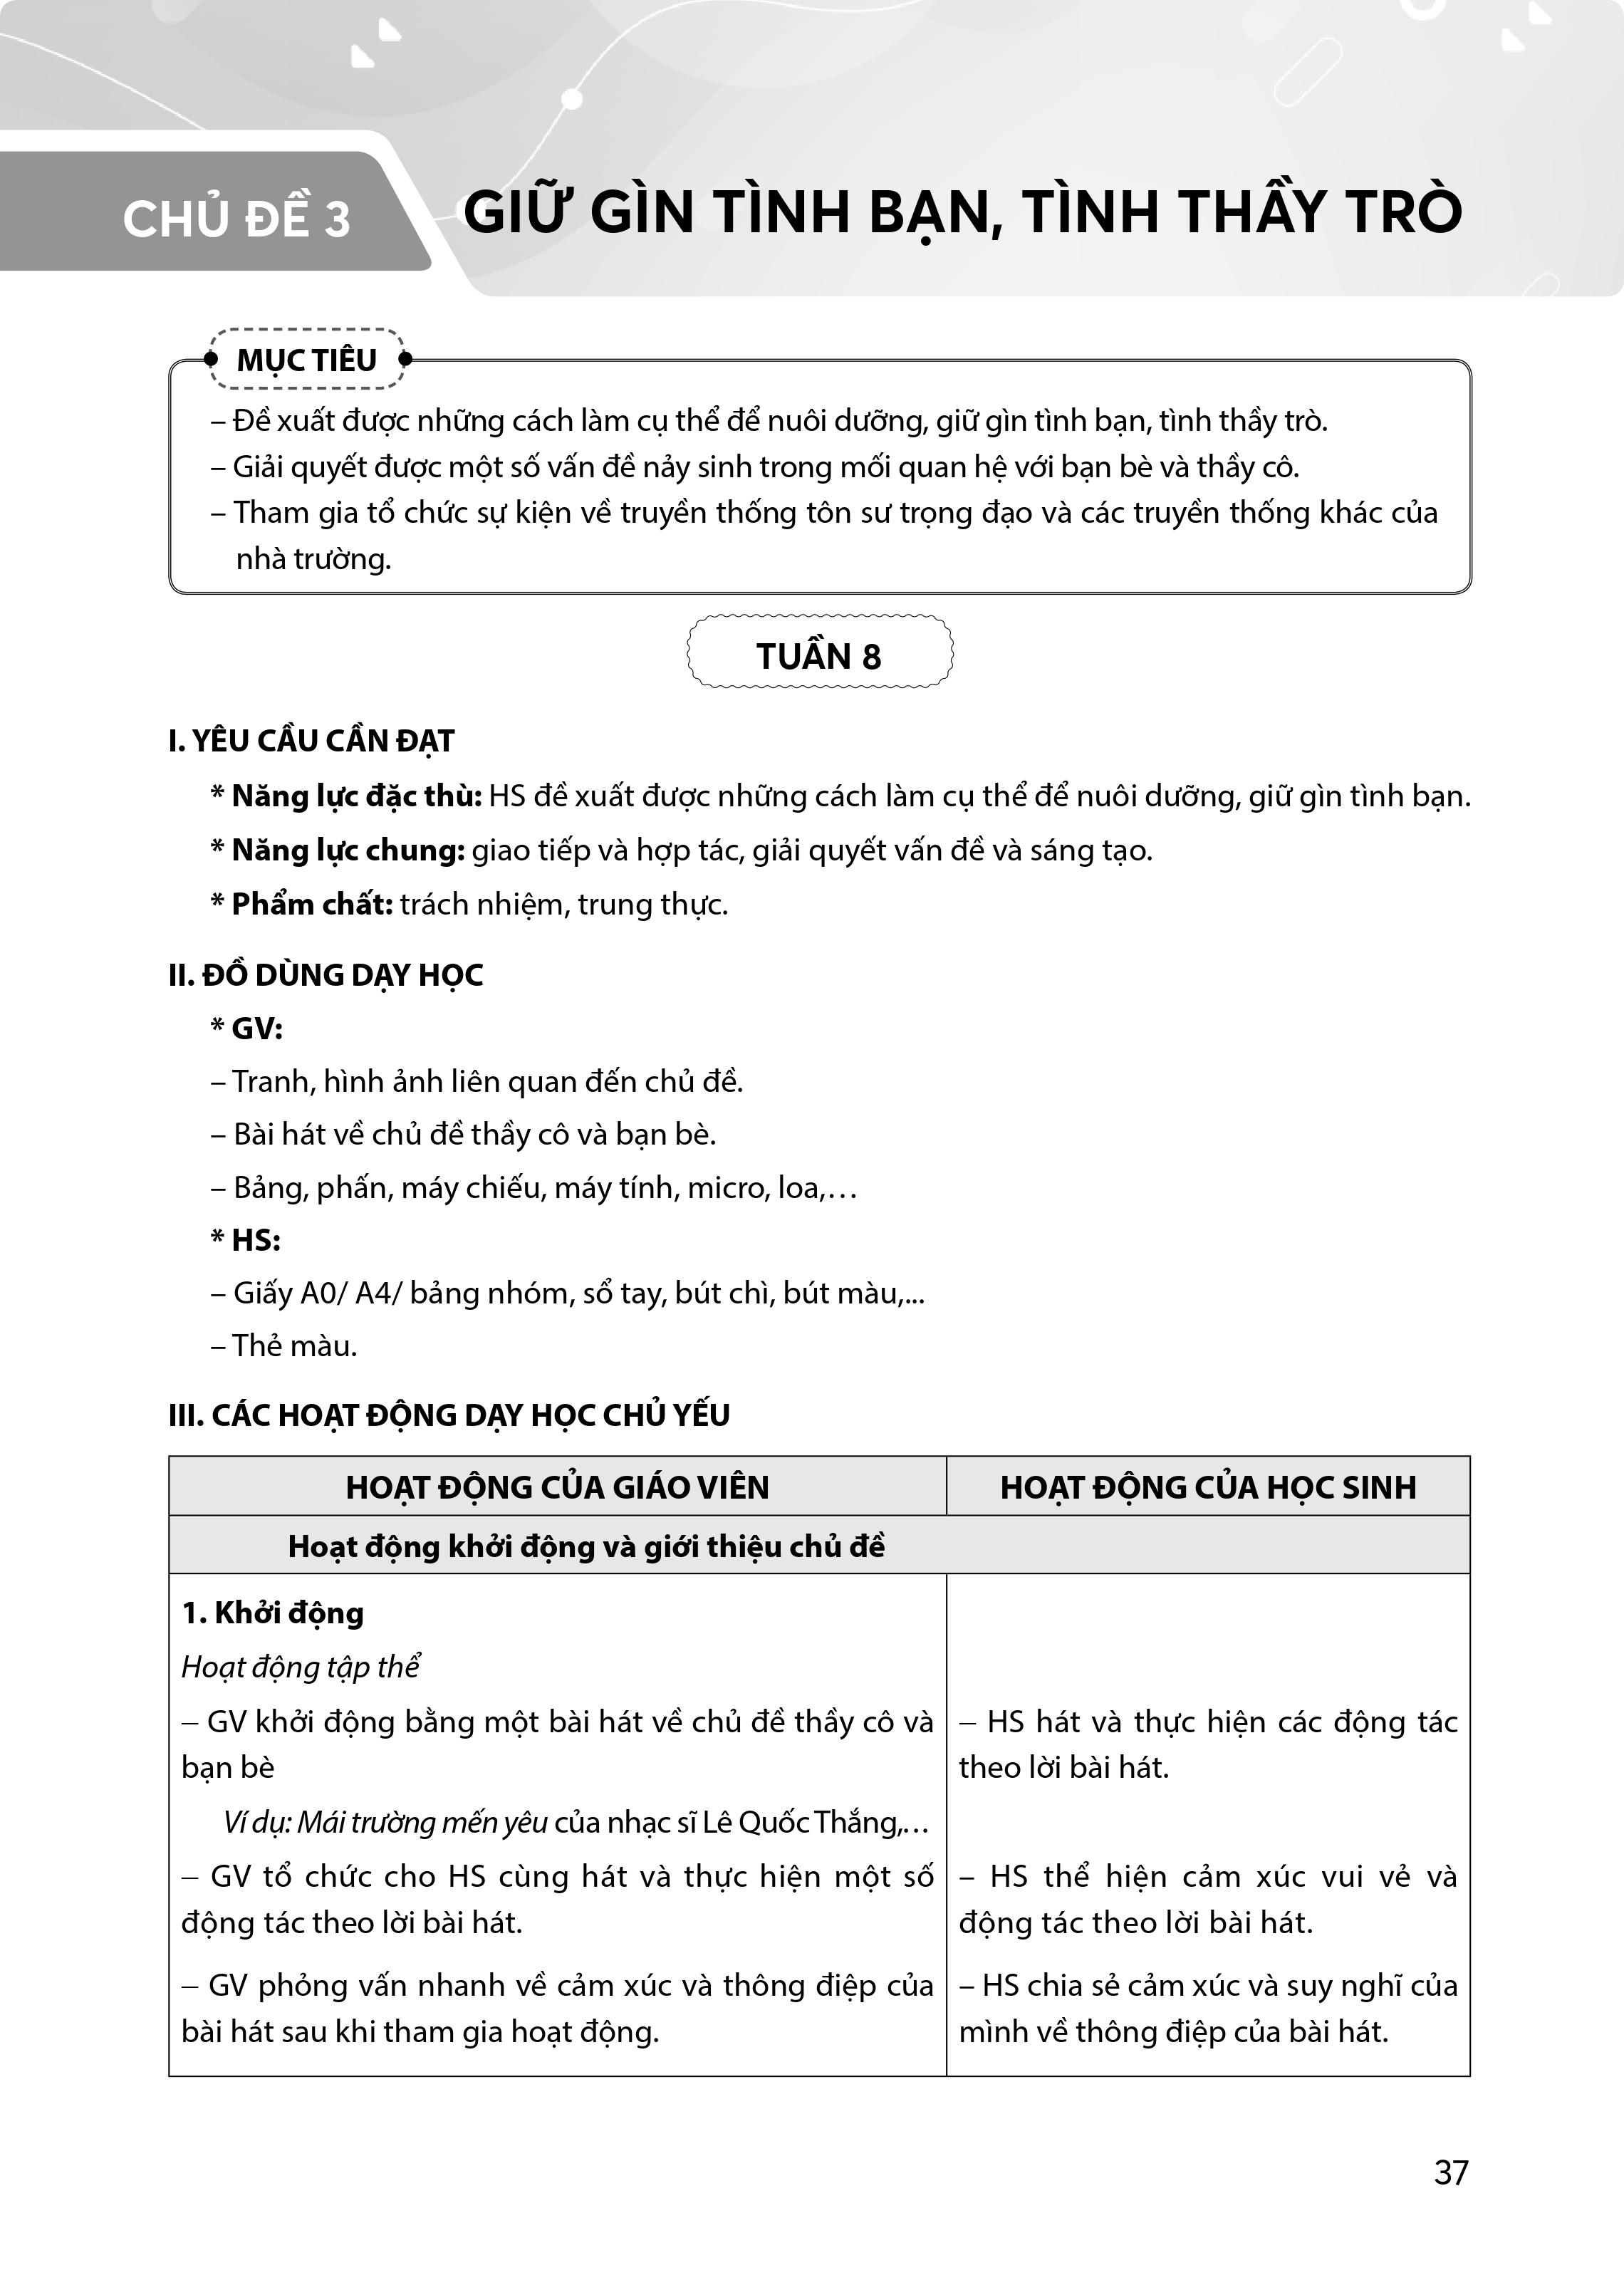 CHỦ ĐỀ 3
GIỮ GÌN TÌNH BẠN, TÌNH THẦY TRÒ
MỤC TIÊU
– Đề xuất được những cách làm cụ thể để nuôi dưỡng, giữ gìn tình bạn, tình thầy trò.
– Giải quyết được một số vấn đề nảy sinh trong mối quan hệ với bạn bè và thầy cô.
– Tham gia tổ chức sự kiện về truyền thống tôn sư trọng đạo và các truyền thống khác của
nhà trường.
TUẦN 8
I. YÊU CẦU CẦN ĐẠT
* Năng lực đặc thù: HS đề xuất được những cách làm cụ thể để nuôi dưỡng, giữ gìn tình bạn.
* Năng lực chung: giao tiếp và hợp tác, giải quyết vấn đề và sáng tạo.
* Phẩm chất: trách nhiệm, trung thực.
II. ĐỒ DÙNG DẠY HỌC
* GV:
– Tranh, hình ảnh liên quan đến chủ đề.
– Bài hát về chủ đề thầy cô và bạn bè.
– Bảng, phấn, máy chiếu, máy tính, micro, loa,…
* HS:
– Giấy A0/ A4/ bảng nhóm, sổ tay, bút chì, bút màu,...
– Thẻ màu.
III. CÁC HOẠT ĐỘNG DẠY HỌC CHỦ YẾU
HOẠT ĐỘNG CỦA GIÁO VIÊN
HOẠT ĐỘNG CỦA HỌC SINH
Hoạt động khởi động và giới thiệu chủ đề
1. Khởi động
Hoạt động tập thể
– GV khởi động bằng một bài hát về chủ đề thầy cô và
bạn bè
Ví dụ: Mái trường mến yêu của nhạc sĩ Lê Quốc Thắng,…
– GV tổ chức cho HS cùng hát và thực hiện một số
động tác theo lời bài hát.
– GV phỏng vấn nhanh về cảm xúc và thông điệp của
bài hát sau khi tham gia hoạt động.
– HS hát và thực hiện các động tác
theo lời bài hát.
– HS thể hiện cảm xúc vui vẻ và
động tác theo lời bài hát.
– HS chia sẻ cảm xúc và suy nghĩ của
mình về thông điệp của bài hát.
37